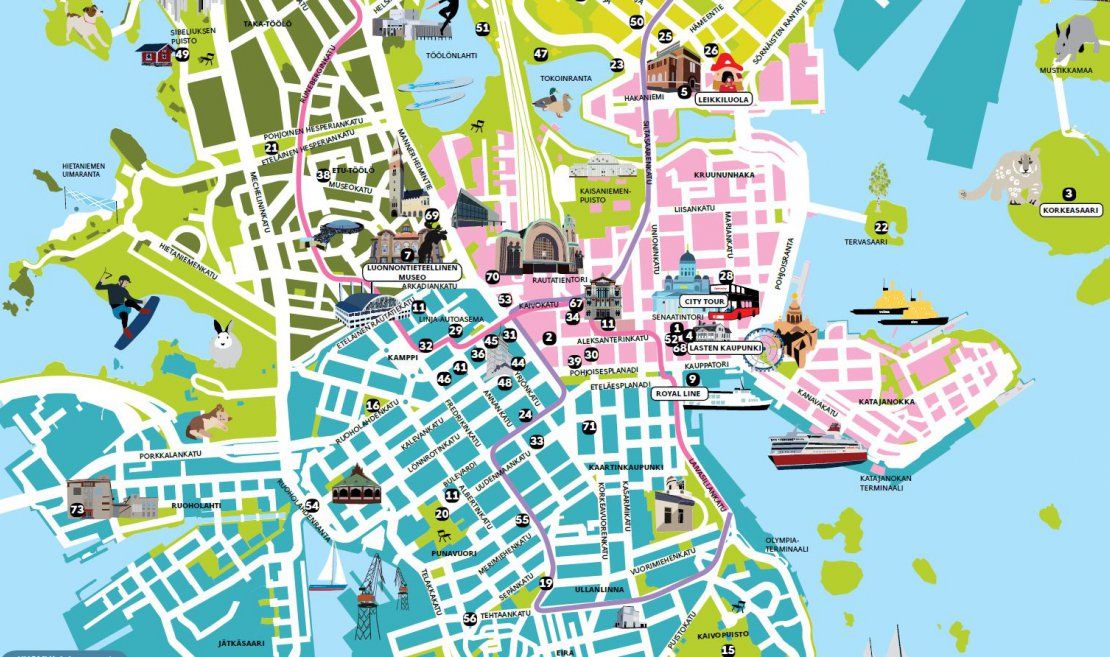 TAKA-TÖÖLÖ
SIBELIUKSEN
PUISTO
49
RUNEBERGINKATU
TÖÖLÖNLAHTI
51
47
TOKOINRANTA
50
25
23
HÄMEENTIE
26
SÖRNÄISTEN RANTATIE
HAKANIEMI
5
LEIKKILUOLA
MUSTIKKAMAA
3
KORKEASAARI
22
TERVASAARI
POHJOINEN HESPERIANKATU
ETELÄINEN HESPERIANKATU
21
HIETANIEMEN
UIMARANTA
MECHELININKATU
38
ETU-TÖÖLÖ
MUSEOKATU
MANNERHEIMINTIE
69
7
LUONNONTIETEELLINEN
MUSEO
ARKADIANKATU
HIETANIEMENKATU
KAISANIEMEN-
PUISTO
SILTASAARENKATU
KRUUNUNHAKA
LIISANKATU
MARIANKATU
UNIONINKATU
POHJOISRANTA
RAUTATIENTORI
70
53
KAIVOKATU
67
34
11
28
CITY TOUR
SENAATINTORI
1
4
52
68
LASTEN KAUPUNKI
ALEKSANTERINKATU
2
39
30
POHJOISESPLANADI
ETELÄESPLANADI
KAUPPATORI
9
ROYAL LINE
KANAVAKATU
KATAJANOKKA
KATAJANOKAN
TERMINAALI
ETELÄINEN RAUTATIEKATU
11
LINJA-AUTOASEMA
29
32
KAMPPI
31
45
36
41
44
46
48
YRJÖNKATU
ANNANKATU
24
16
RUOHOLAHDENKATU
FREDRIKINKATU
KALEVANKATU
LÖNNROTINKATU
BULEVARDI
UUDENMAANKATU
33
71
KAARTINKAUPUNKI
LAIVASILLANKATU
PORKKALANKATU
73
RUOHOLAHTI
RUOHOLAHDENRANTA
54
11
ALBERTINKATU
20
PUNAVUORI
55
MERIMIEHENKATU
SEPÄNKATU
KORKEAVUORENKATU
KASARMIKATU
VUORIMIEHENKATU
OLYMPIA-
TERMINAALI
19
ULLANLINNA
TELAKKAKATU
56
TEHTAANKATU
PUISTOKATU
KAIVOPUISTO
15
JÄTKÄSAARI
EIRA